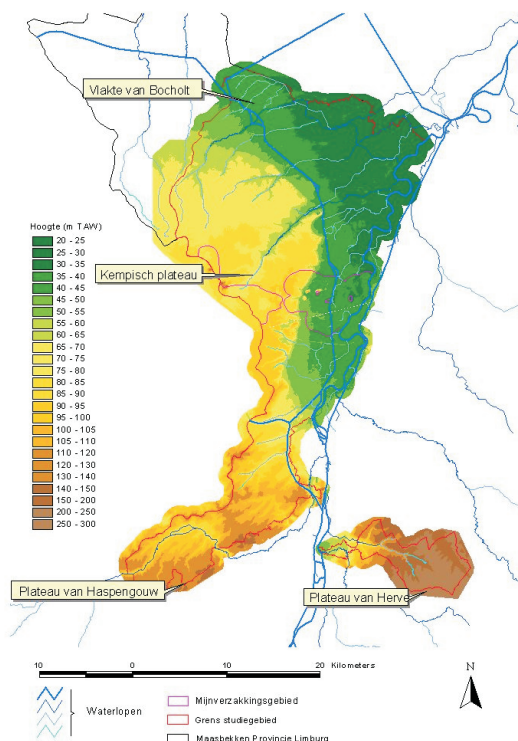 Vlakte van Bocholt
Hoogte (m TAW)
20 - 25
25 - 30
30 - 35
35 - 40
40 - 45
45 - 50
50 - 55
55 - 60
60 - 65
65 - 70
70 - 75
75 - 80
80 - 85
85 - 90
90 - 95
95 - 100
100 - 105
105 - 110
110 - 120
120 - 130
130 - 140
140 - 150
150 - 200
200 - 250
250 - 300
Kempisch plateau
Plateau van Haspengouw
Plateau van Herve
10 0 10 20 Kilometers
N
Waterlopen
Mijnverzakkingsgebied
Grens studiegebied
Maasbekken Provincie Limburg